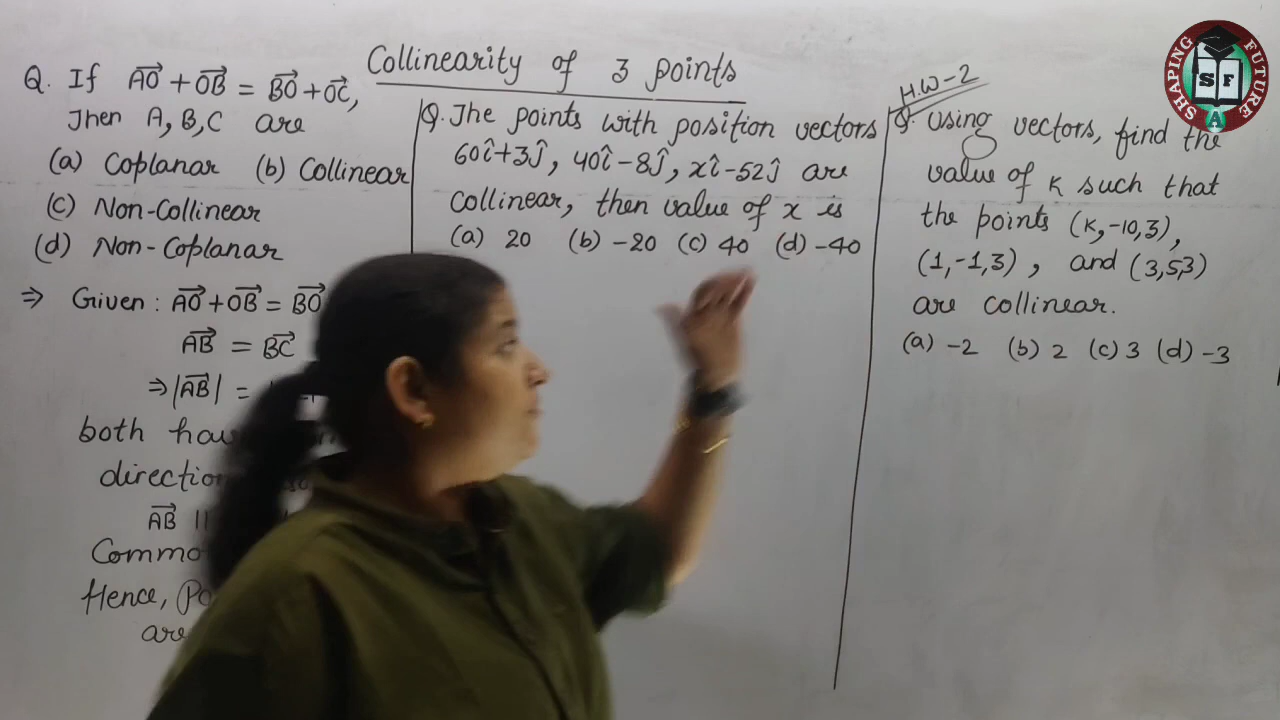 Collinearity of 3 points
Q. If AO + OB = BO + OC,
Then A, B, C are
(a) Coplanar (b) Collinear
(c) Non-Collinear
(d) Non-Coplanar
⇒ Given: AO + OB = BO
AB = BC
⇒ |AB| =
both
direction
AB ||
Hence,
are
Q. The points with position vectors
60î+3ĵ, 40î-8ĵ, xî-52ĵ are
collinear, then value of x is
(a) 20 (b) -20 (c) 40 (d) -40
H.W-2
Q. Using vectors, find the
value of K such that
the points (K,-10,3),
(1,-1,3), and (3,5,3)
are collinear.
(a) -2 (b) 2 (c) 3 (d) -3
SHAPING FUTURE
S F
A